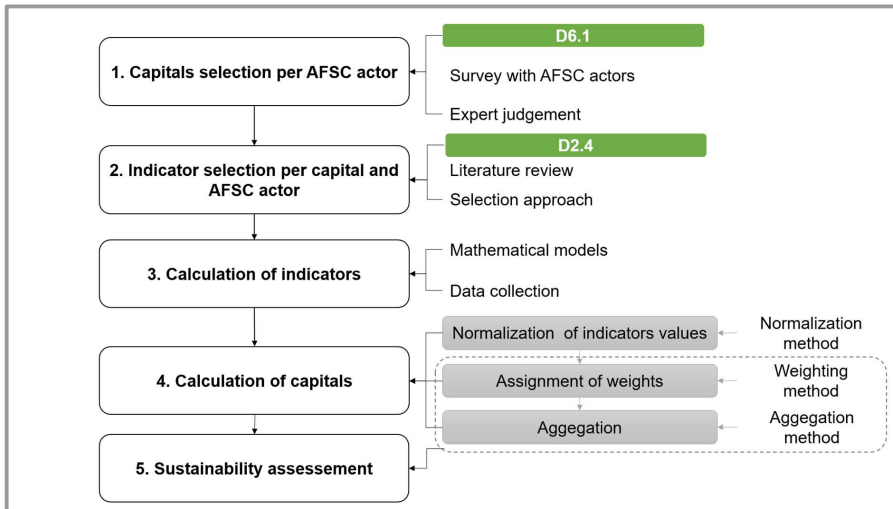 D6.1
1. Capitals selection per AFSC actor
Survey with AFSC actors
Expert judgement
D2.4
2. Indicator selection per capital and
AFSC actor
Literature review
Selection approach
3. Calculation of indicators
Mathematical models
Data collection
Normalization of indicators values
Normalization
method
4. Calculation of capitals
Assignment of weights
Weighting
method
Aggegation
Aggegation
method
5. Sustainability assessement